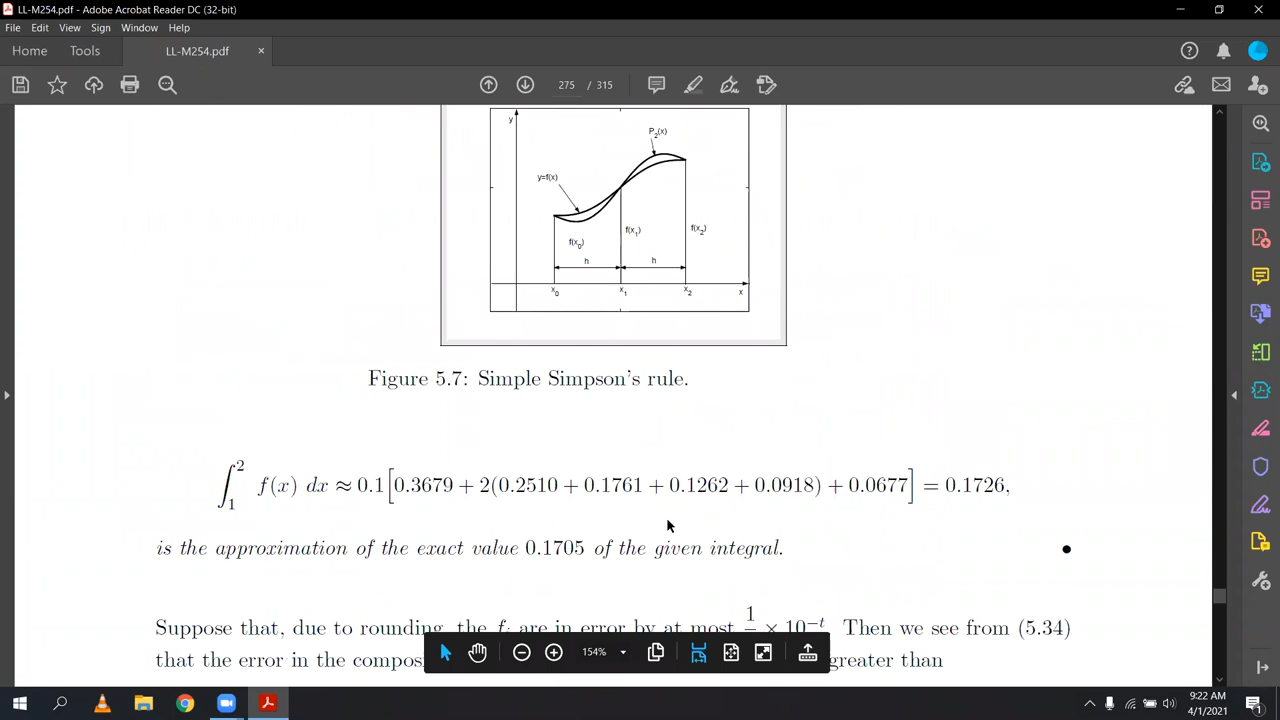 LL-M254.pdf - Adobe Acrobat Reader DC (32-bit)
File Edit View Sign Window Help
Home Tools LL-M254.pdf ×
275 / 315
y
P2(x)
y=f(x)
f(x0) f(x1) f(x2)
h h
x0 x1 x2 x
Figure 5.7: Simple Simpson's rule.
∫₁² f(x) dx ≈ 0.1[0.3679 + 2(0.2510 + 0.1761 + 0.1262 + 0.0918) + 0.0677] = 0.1726,
is the approximation of the exact value 0.1705 of the given integral. •
Suppose that, due to rounding, the f are in error by at most 1 × 10⁻ᵗ Then we see from (5.34)
that the error in the compos greater than
154%
9:22 AM
4/1/2021
1